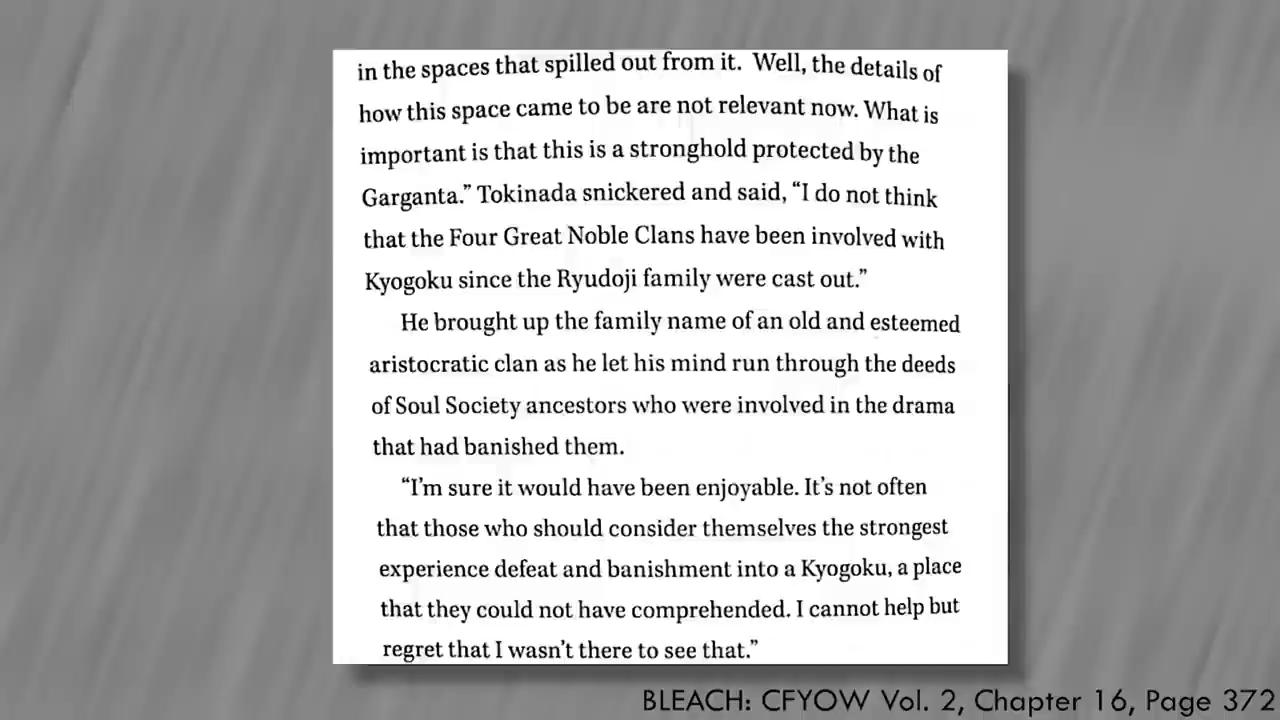 in the spaces that spilled out from it.  Well, the details of
how this space came to be are not relevant now. What is
important is that this is a stronghold protected by the
Garganta.” Tokinada snickered and said, “I do not think
that the Four Great Noble Clans have been involved with
Kyogoku since the Ryudoji family were cast out.”
He brought up the family name of an old and esteemed
aristocratic clan as he let his mind run through the deeds
of Soul Society ancestors who were involved in the drama
that had banished them.
“I’m sure it would have been enjoyable. It’s not often
that those who should consider themselves the strongest
experience defeat and banishment into a Kyogoku, a place
that they could not have comprehended. I cannot help but
regret that I wasn’t there to see that.”
BLEACH: CFYOW Vol. 2, Chapter 16, Page 372